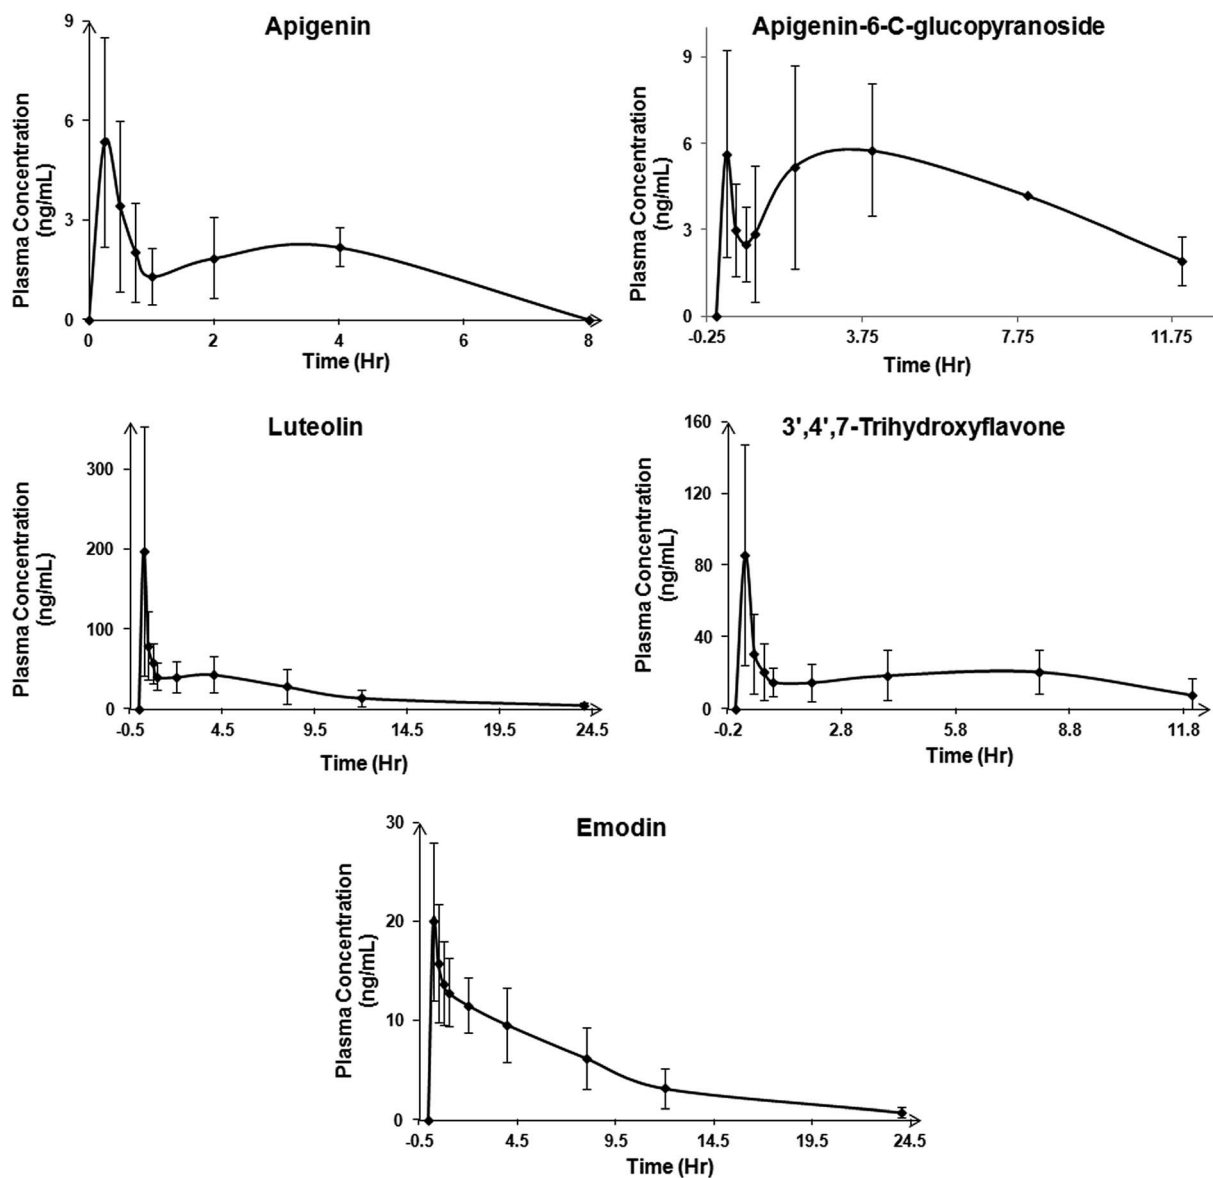 Apigenin
Plasma Concentration
(ng/mL)
9
6
3
0
0 2 4 6 8
Time (Hr)
Apigenin-6-C-glucopyranoside
Plasma Concentration
(ng/mL)
9
6
3
0
-0.25 3.75 7.75 11.75
Time (Hr)
Luteolin
Plasma Concentration
(ng/mL)
300
200
100
0
-0.5 4.5 9.5 14.5 19.5 24.5
Time (Hr)
3',4',7-Trihydroxyflavone
Plasma Concentration
(ng/mL)
160
120
80
40
0
-0.2 2.8 5.8 8.8 11.8
Time (Hr)
Emodin
Plasma Concentration
(ng/mL)
30
20
10
0
-0.5 4.5 9.5 14.5 19.5 24.5
Time (Hr)